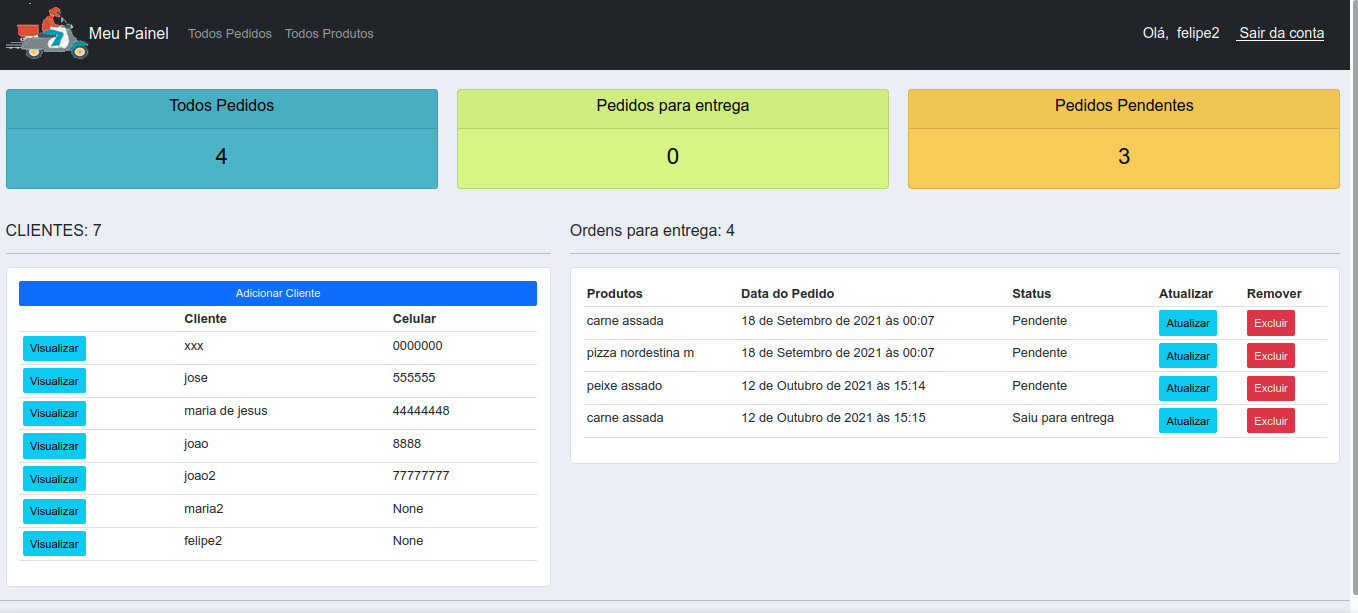 Meu Painel Todos Pedidos Todos Produtos Olá, felipe2 Sair da conta
Todos Pedidos
4
Pedidos para entrega
0
Pedidos Pendentes
3
CLIENTES: 7
Adicionar Cliente
Cliente Celular
Visualizar xxx 0000000
Visualizar jose 555555
Visualizar maria de jesus 44444448
Visualizar joao 8888
Visualizar joao2 77777777
Visualizar maria2 None
Visualizar felipe2 None
Ordens para entrega: 4
Produtos Data do Pedido Status Atualizar Remover
carne assada 18 de Setembro de 2021 às 00:07 Pendente Atualizar Excluir
pizza nordestina m 18 de Setembro de 2021 às 00:07 Pendente Atualizar Excluir
peixe assado 12 de Outubro de 2021 às 15:14 Pendente Atualizar Excluir
carne assada 12 de Outubro de 2021 às 15:15 Saiu para entrega Atualizar Excluir